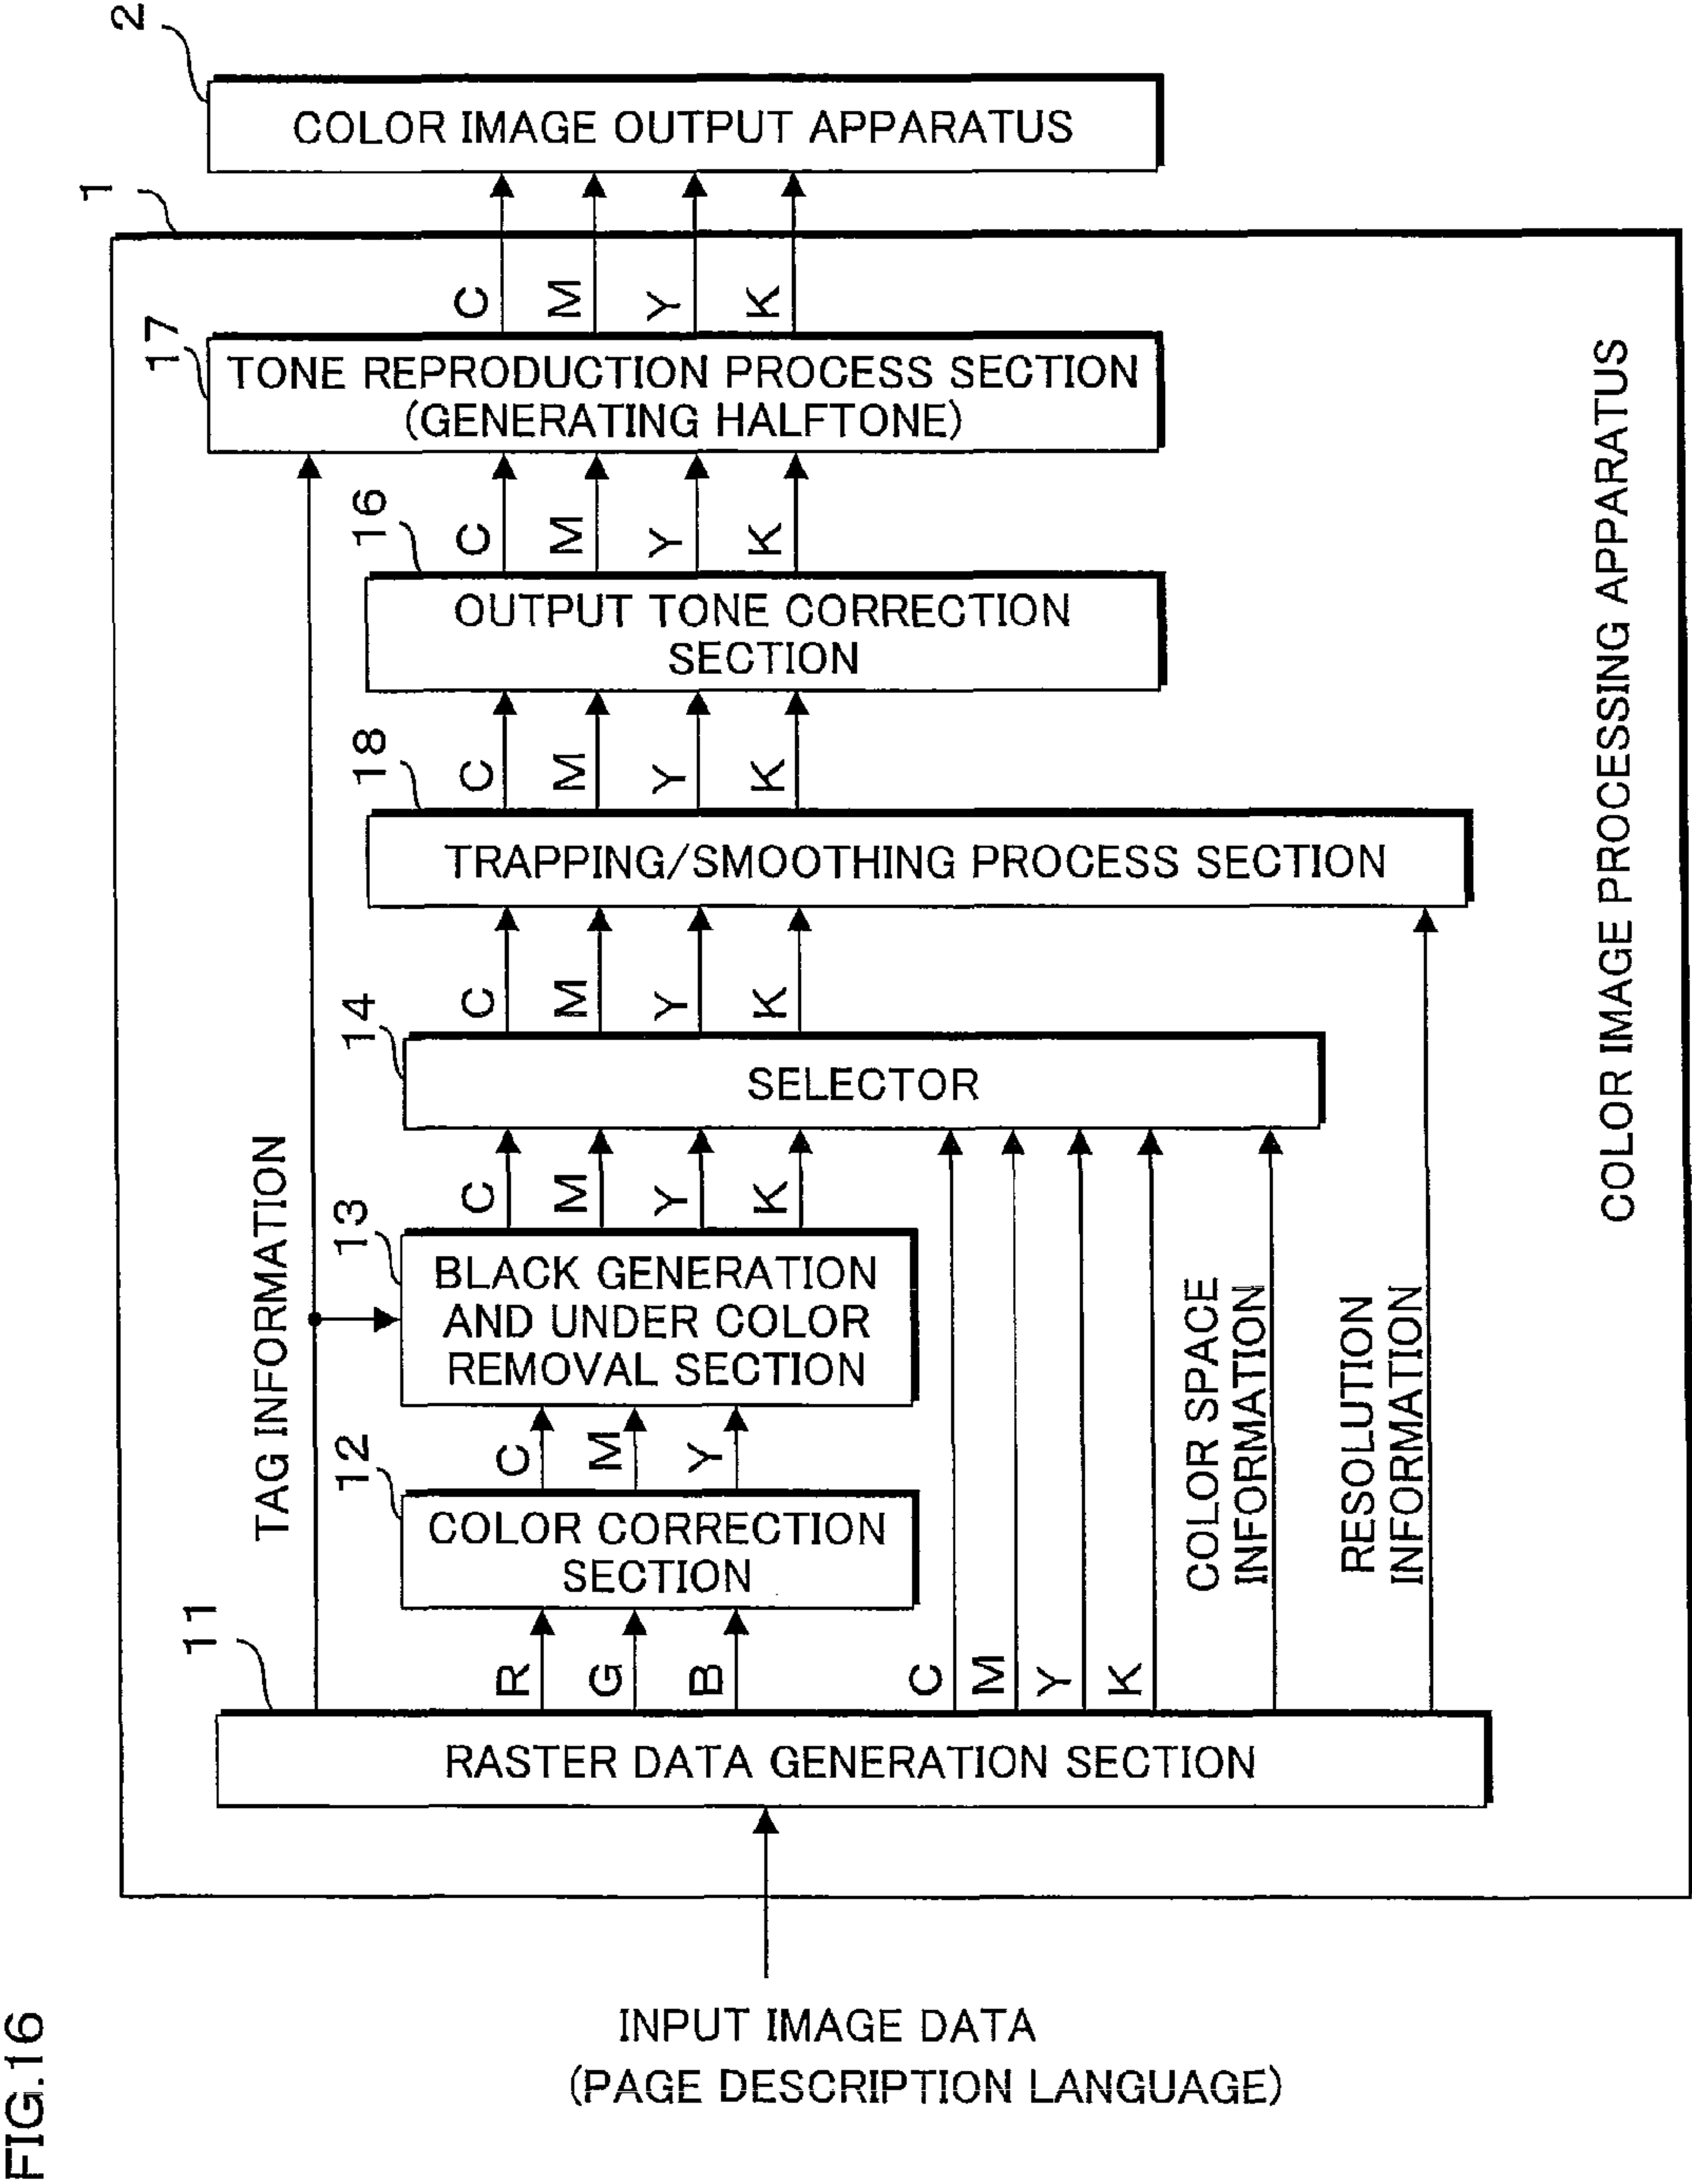 FIG.16
2
COLOR IMAGE OUTPUT APPARATUS
1
C
M
Y
K
17
TONE REPRODUCTION PROCESS SECTION
(GENERATING HALFTONE)
16
C
M
Y
K
OUTPUT TONE CORRECTION
SECTION
18
C
M
Y
K
TRAPPING/SMOOTHING PROCESS SECTION
14
C
M
Y
K
SELECTOR
TAG INFORMATION
13
C
M
Y
K
BLACK GENERATION
AND UNDER COLOR
REMOVAL SECTION
12
C
M
Y
COLOR CORRECTION
SECTION
11
R
G
B
C
M
Y
K
COLOR SPACE
INFORMATION
RESOLUTION
INFORMATION
RASTER DATA GENERATION SECTION
COLOR IMAGE PROCESSING APPARATUS
INPUT IMAGE DATA
(PAGE DESCRIPTION LANGUAGE)